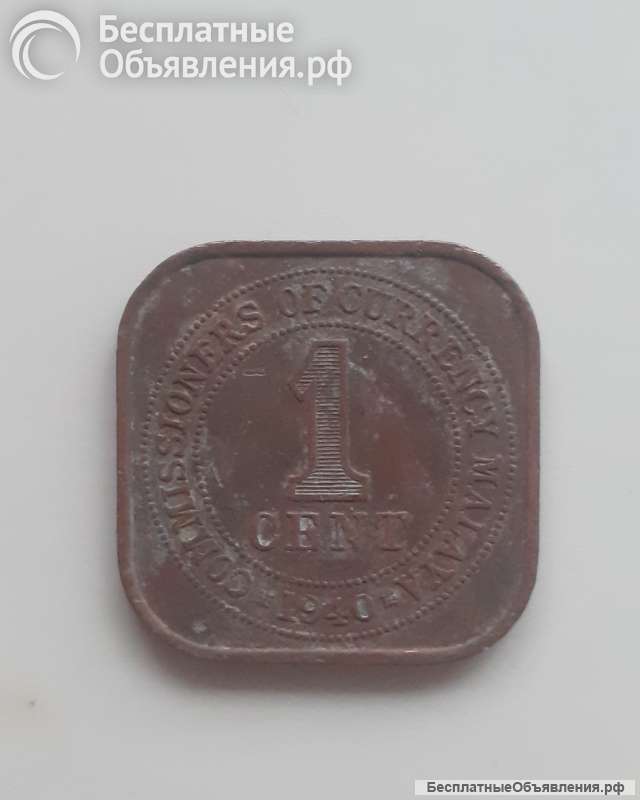 Бесплатные
Объявления.рф
COMMISSIONERS OF CURRENCY MALAYA
1
CENT
-1940-
БесплатныеОбъявления.рф